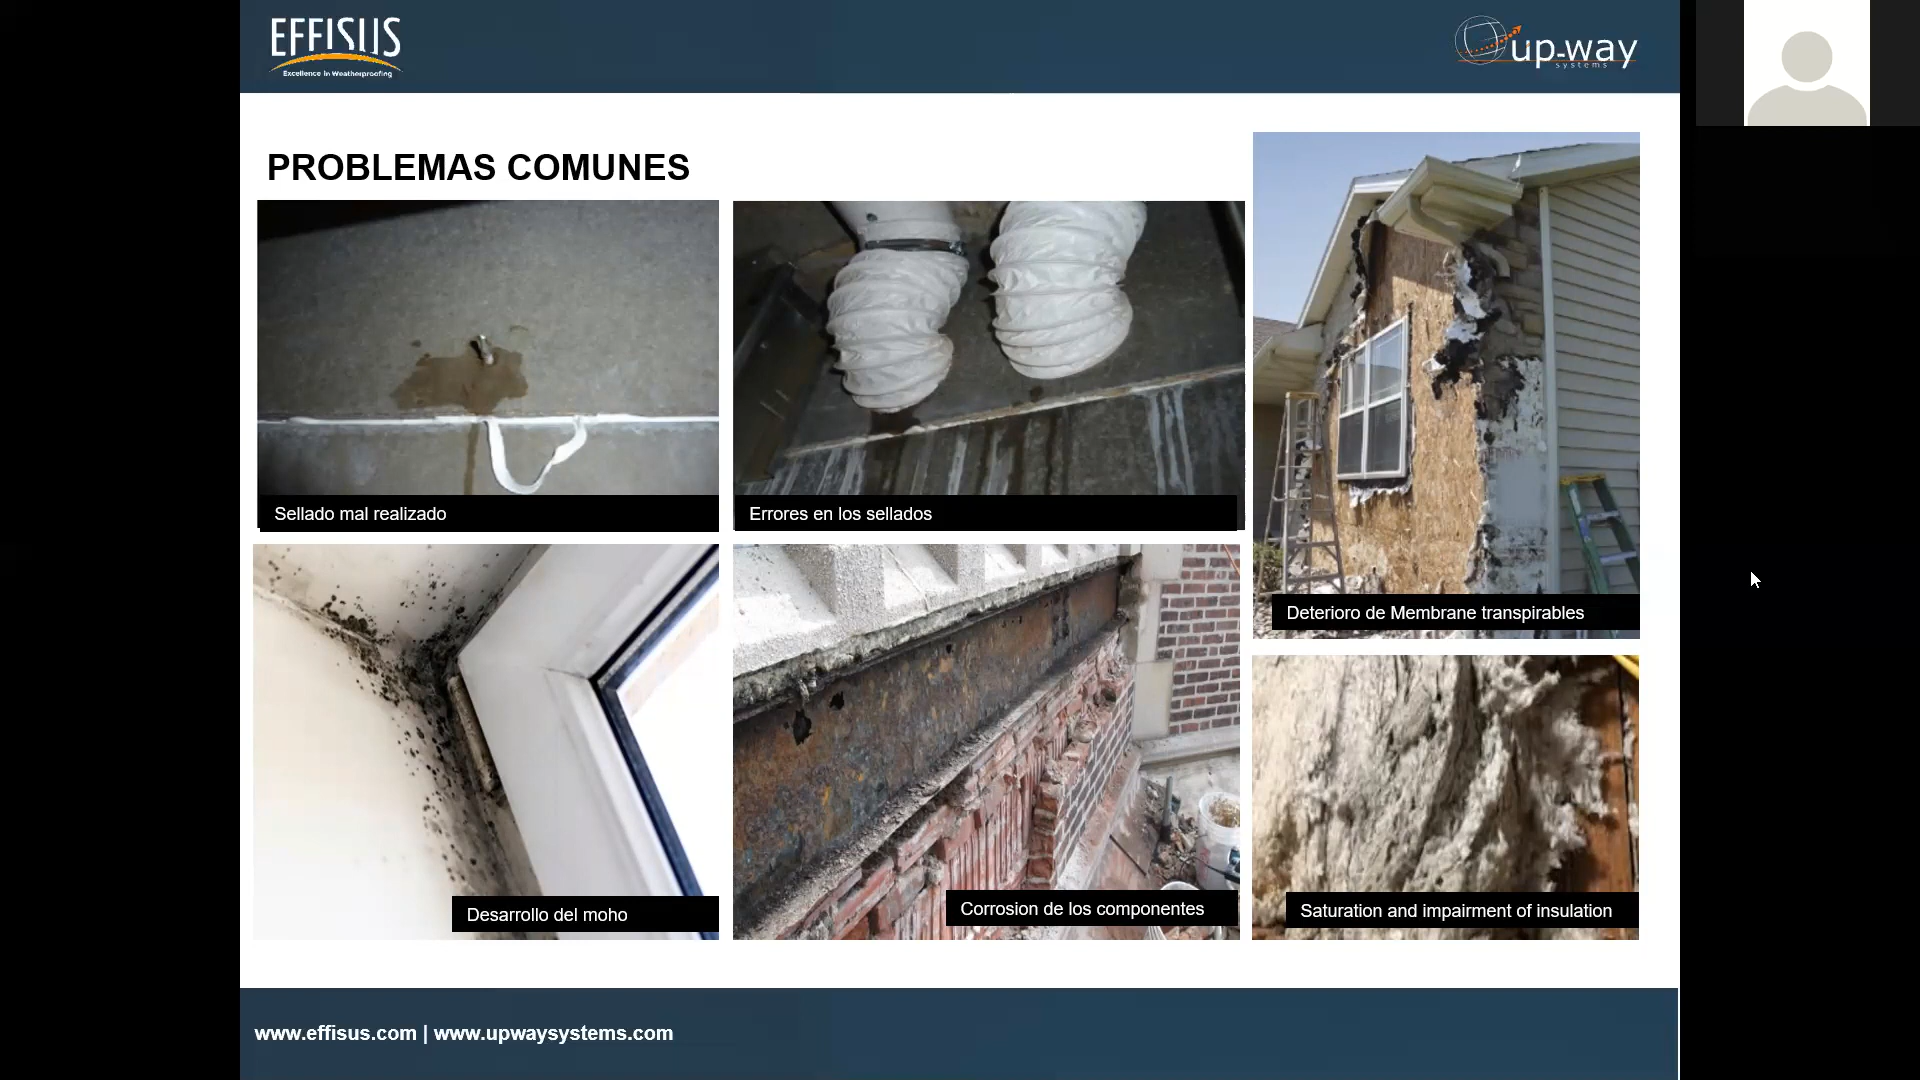 EFFISUS
Excellence in Weatherproofing
up-way
systems
PROBLEMAS COMUNES
Sellado mal realizado
Errores en los sellados
Deterioro de Membrane transpirables
Desarrollo del moho
Corrosion de los componentes
Saturation and impairment of insulation
www.effisus.com | www.upwaysystems.com